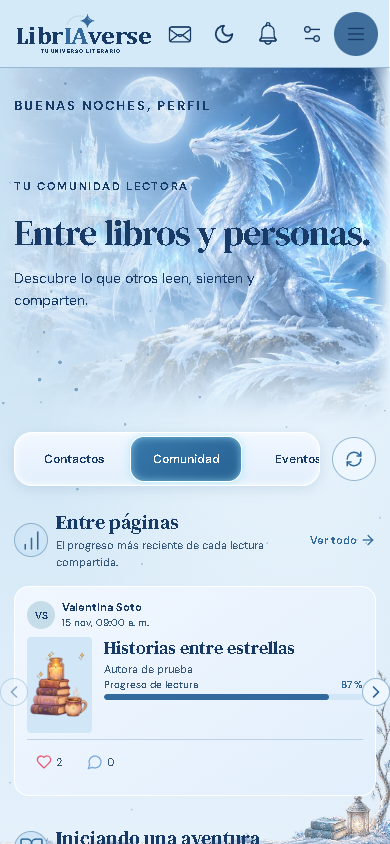 LibrIAverse
TU UNIVERSO LITERARIO
BUENAS NOCHES, PERFIL
TU COMUNIDAD LECTORA
Entre libros y personas.
Descubre lo que otros leen, sienten y
comparten.
Contactos Comunidad Eventos
Entre páginas
El progreso más reciente de cada lectura
compartida.
Ver todo
VS
Valentina Soto
15 nov, 09:00 a. m.
Historias entre estrellas
Autora de prueba
Progreso de lectura 87%
2 0
Iniciando una aventura